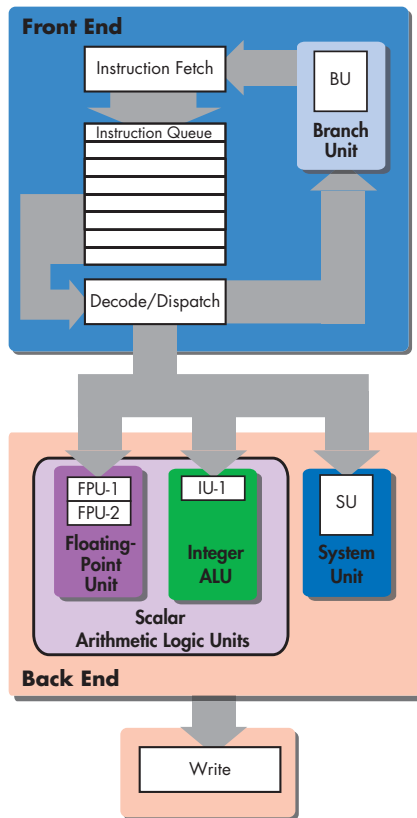 Front End
Instruction Fetch
BU
Branch
Unit
Instruction Queue
Decode/Dispatch
FPU-1
FPU-2
Floating-
Point
Unit
IU-1
Integer
ALU
SU
System
Unit
Scalar
Arithmetic Logic Units
Back End
Write